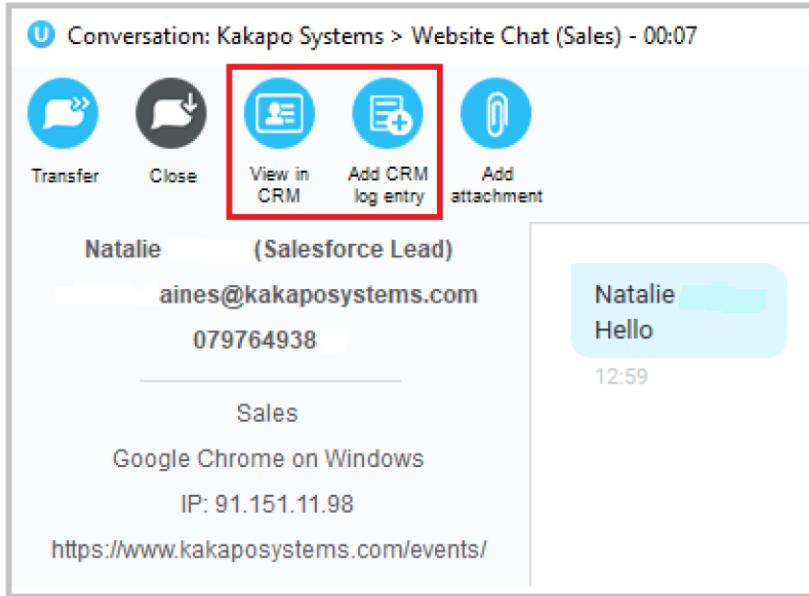 U Conversation: Kakapo Systems > Website Chat (Sales) - 00:07
Transfer
Close
View in
CRM
Add CRM
log entry
Add
attachment
Natalie (Salesforce Lead)
aines@kakaposystems.com
079764938
Sales
Google Chrome on Windows
IP: 91.151.11.98
https://www.kakaposystems.com/events/
Natalie
Hello
12:59